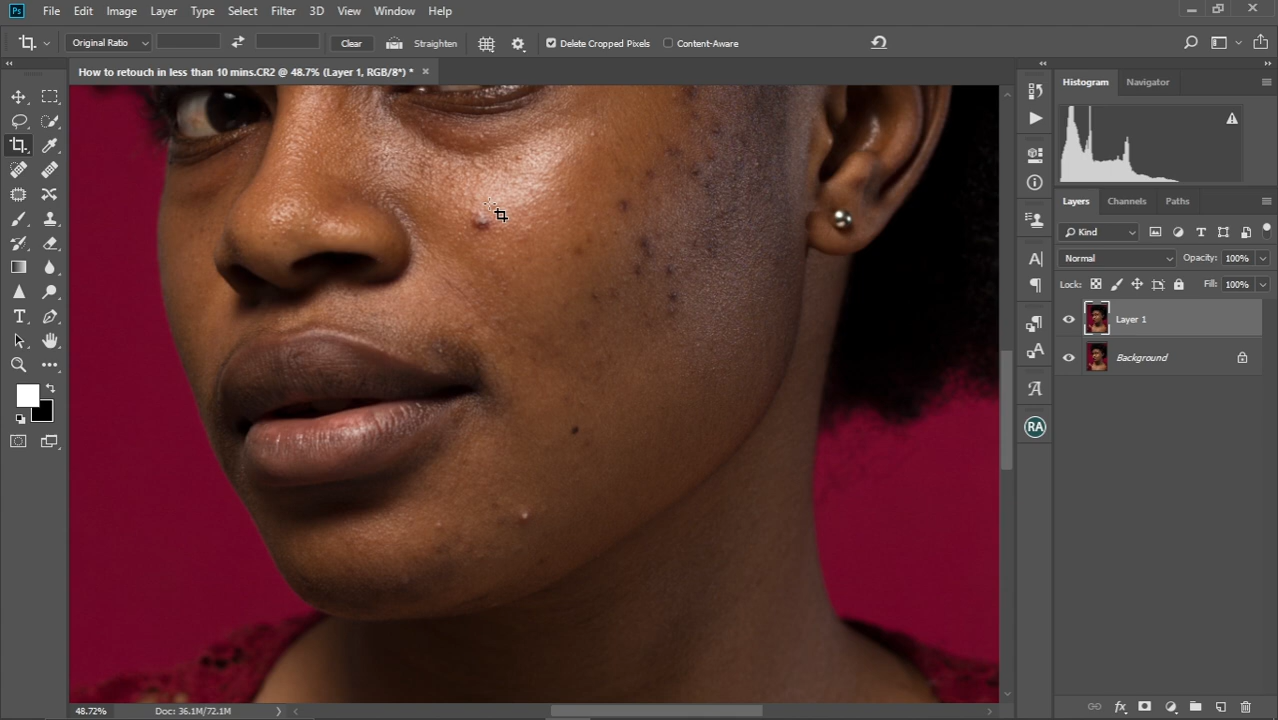 Ps File Edit Image Layer Type Select Filter 3D View Window Help
Original Ratio Clear Straighten Delete Cropped Pixels Content-Aware
How to retouch in less than 10 mins.CR2 @ 48.7% (Layer 1, RGB/8*) * ×
Histogram Navigator
Layers Channels Paths
Kind
Normal Opacity: 100%
Lock: Fill: 100%
Layer 1
Background
RA
48.72% Doc: 36.1M/72.1M